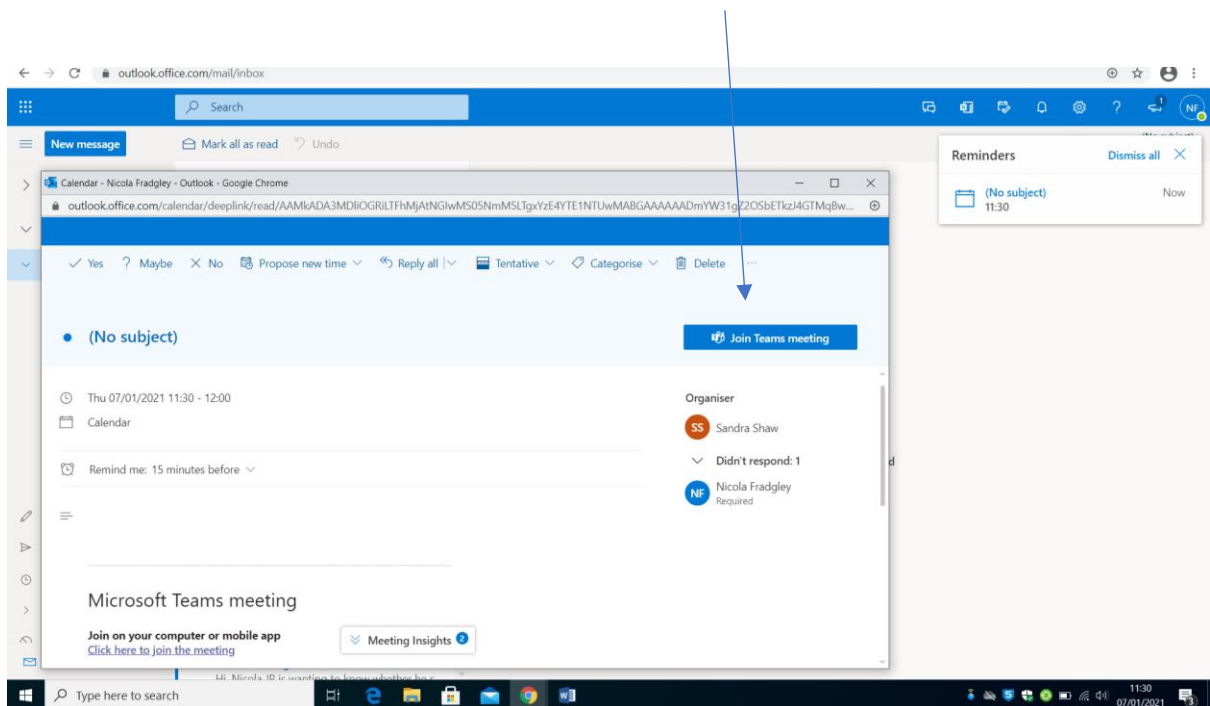 outlook.office.com/mail/inbox
Search
NF
New message
Mark all as read
Undo
Reminders
Dismiss all
(No subject)
Now
11:30
Calendar - Nicola Fradgley - Outlook - Google Chrome
Yes
Maybe
No
Propose new time
Reply all
Tentative
Categorise
Delete
(No subject)
Join Teams meeting
Thu 07/01/2021 11:30 - 12:00
Calendar
Remind me: 15 minutes before
Organiser
SS Sandra Shaw
Didn't respond: 1
NF Nicola Fradgley
Required
Microsoft Teams meeting
Join on your computer or mobile app
Click here to join the meeting
Meeting Insights 2
Type here to search
11:30
07/01/2021